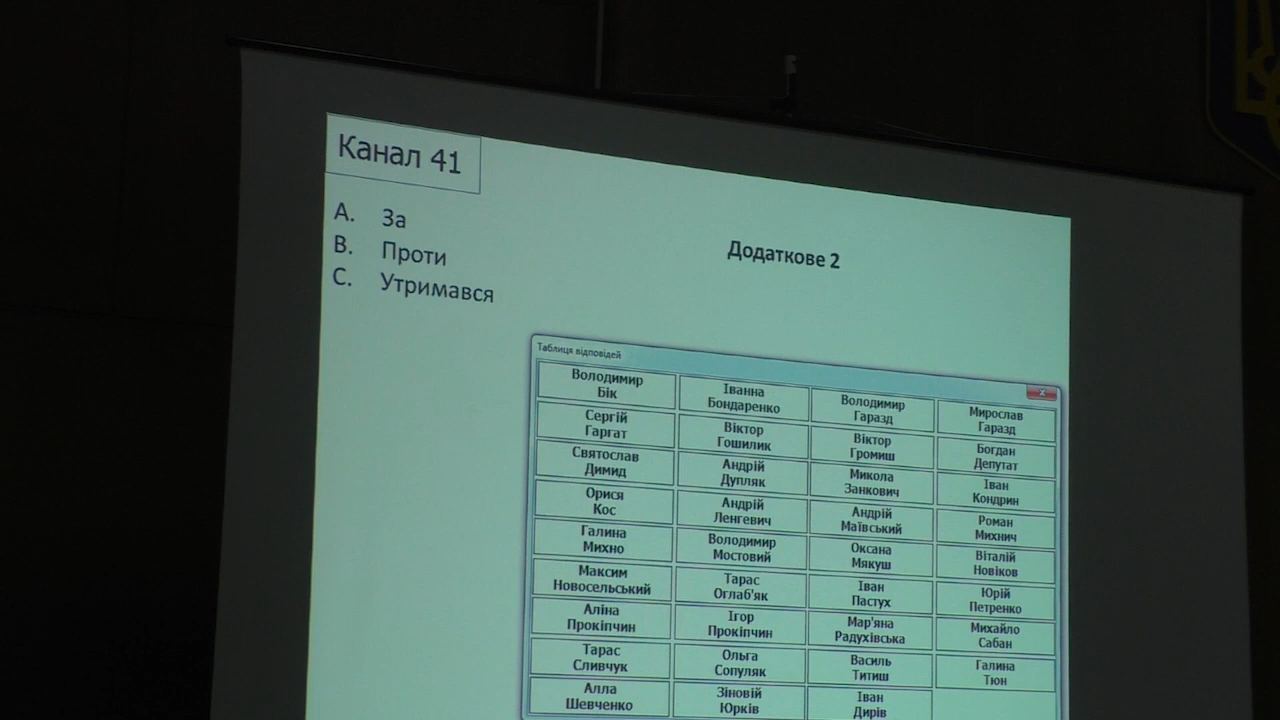 Канал 41
A. За
B. Проти
C. Утримався
Додаткове 2
Таблиця відповідей
X
Володимир Бік
Іванна Бондаренко
Володимир Гаразд
Мирослав Гаразд
Сергій Гаргат
Віктор Гошилик
Віктор Громиш
Богдан Депутат
Святослав Димид
Андрій Дупляк
Микола Занкович
Іван Кондрин
Орися Кос
Андрій Ленгевич
Андрій Маївський
Роман Михнич
Галина Михно
Володимир Мостовий
Оксана Мякуш
Віталій Новіков
Максим Новосельський
Тарас Оглаб'як
Іван Пастух
Юрій Петренко
Аліна Прокіпчин
Ігор Прокіпчин
Мар'яна Радухівська
Михайло Сабан
Тарас Сливчук
Ольга Сопуляк
Василь Титиш
Галина Тюн
Алла Шевченко
Зіновій Юрків
Іван Дирів